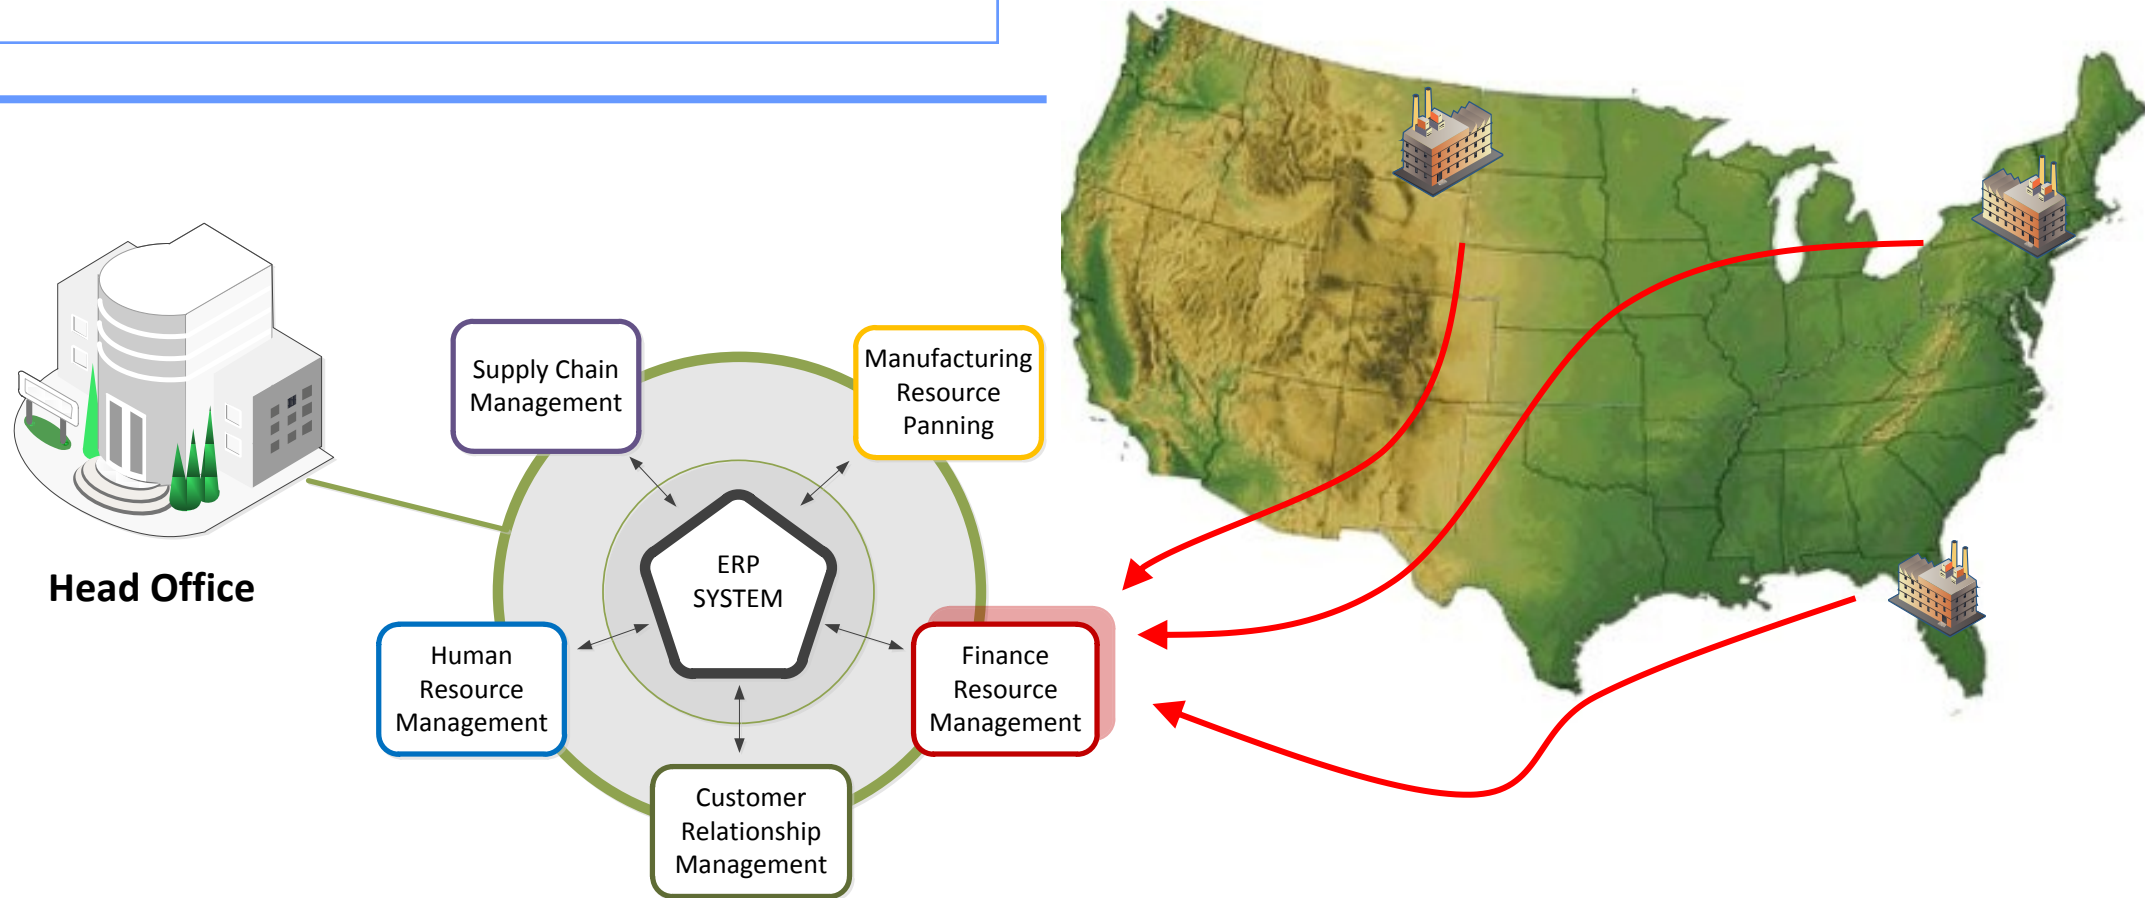 Supply Chain
Management
Manufacturing
Resource
Panning
ERP
SYSTEM
Head Office
Human
Resource
Management
Finance
Resource
Management
Customer
Relationship
Management